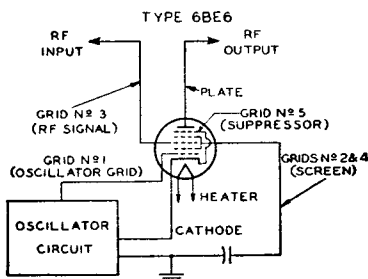 TYPE 6BE6
RF
INPUT
RF
OUTPUT
PLATE
GRID Nº 3
(RF SIGNAL)
GRID Nº 5
(SUPPRESSOR)
GRID Nº 1
(OSCILLATOR GRID)
GRIDS Nº 2&4
(SCREEN)
HEATER
CATHODE
OSCILLATOR
CIRCUIT